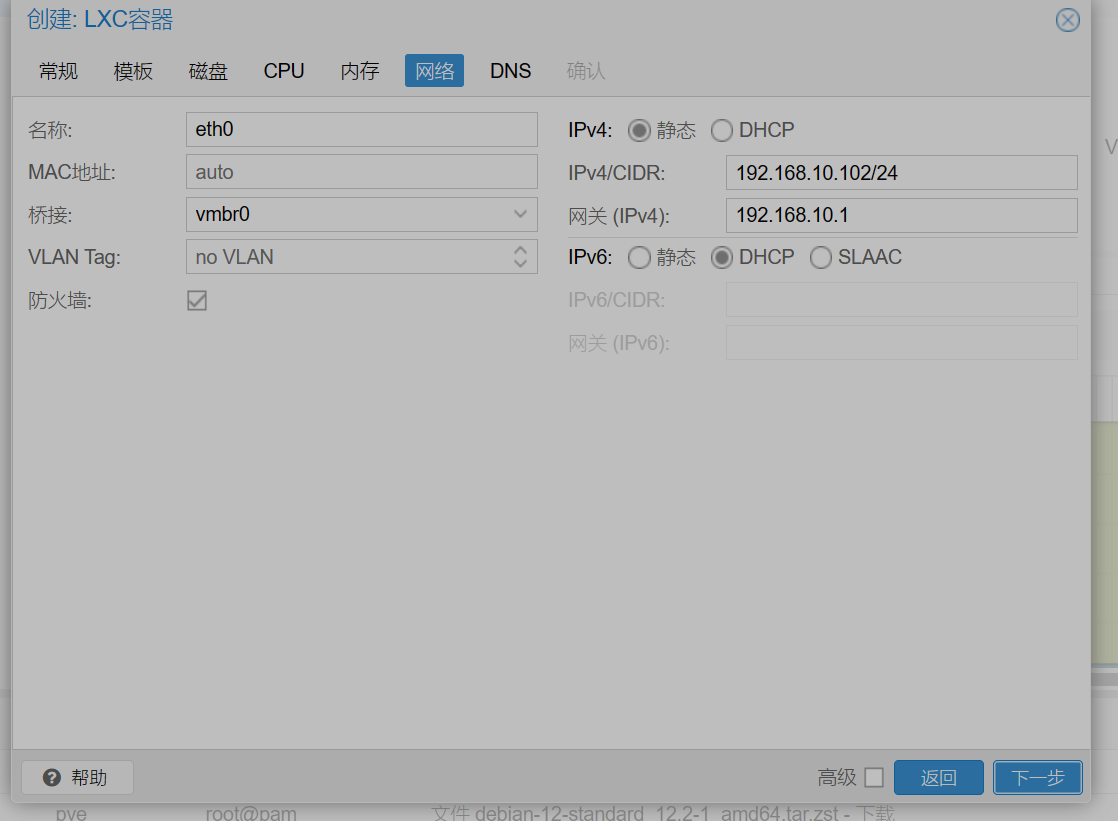 创建: LXC容器
常规 模板 磁盘 CPU 内存 网络 DNS 确认
名称: eth0
MAC地址: auto
桥接: vmbr0
VLAN Tag: no VLAN
防火墙:
IPv4: 静态 DHCP
IPv4/CIDR: 192.168.10.102/24
网关 (IPv4): 192.168.10.1
IPv6: 静态 DHCP SLAAC
IPv6/CIDR:
网关 (IPv6):
V
帮助 高级 返回 下一步
pve root@pam 文件 debian-12-standard_12.2-1_amd64.tar.zst - 下载